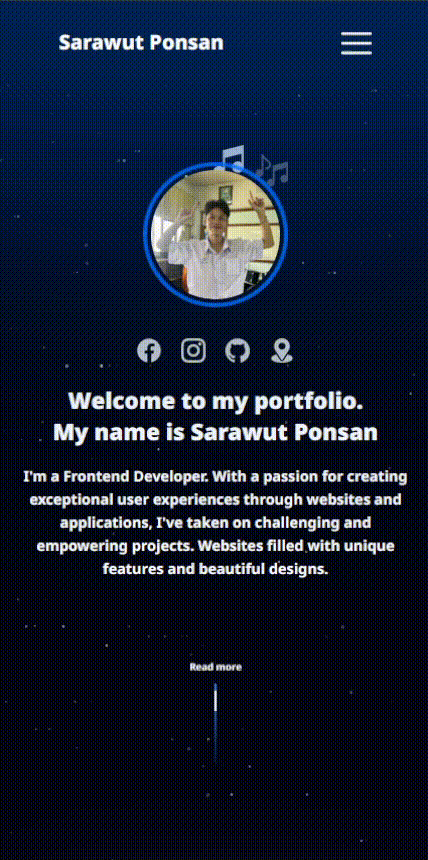 Sarawut Ponsan
Welcome to my portfolio.
My name is Sarawut Ponsan
I'm a Frontend Developer. With a passion for creating
exceptional user experiences through websites and
applications, I've taken on challenging and
empowering projects. Websites filled with unique
features and beautiful designs.
Read more